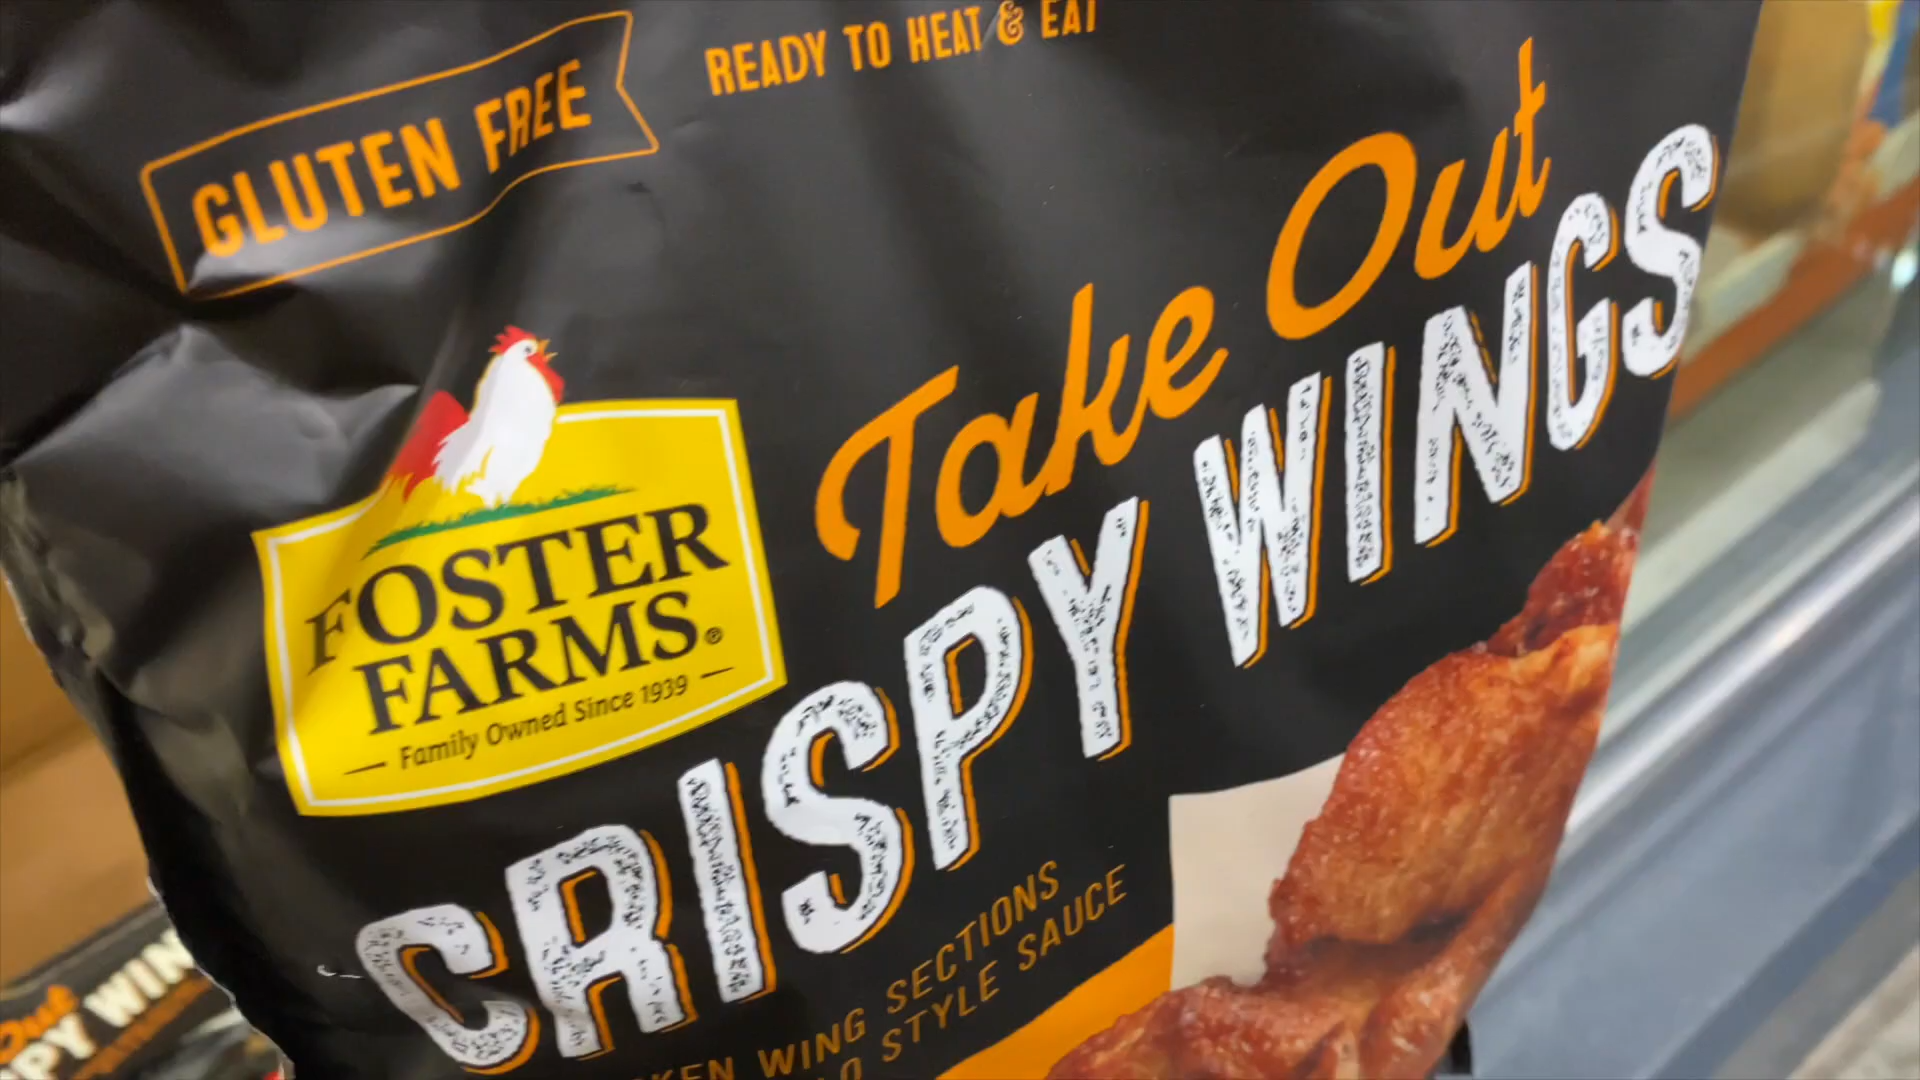 GLUTEN FREE
READY TO HEAT & EAT
Take Out
CRISPY WINGS
FOSTER
FARMS®
Family Owned Since 1939
WING SECTIONS
STYLE SAUCE